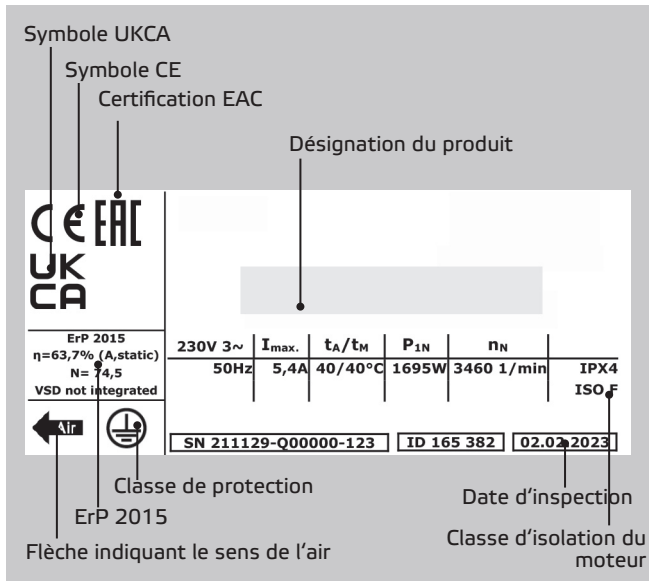 Symbole UKCA
Symbole CE
Certification EAC
Désignation du produit
CE EAC
UK
CA
ErP 2015
η=63,7% (A,static)
N= 74,5
VSD not integrated
230V 3~ Imax. tA/tM P1N nN
50Hz 5,4A 40/40°C 1695W 3460 1/min IPX4
ISO F
Air
SN 211129-Q00000-123 ID 165 382 02.02.2023
Classe de protection
Date d’inspection
ErP 2015
Classe d’isolation du
moteur
Flèche indiquant le sens de l’air